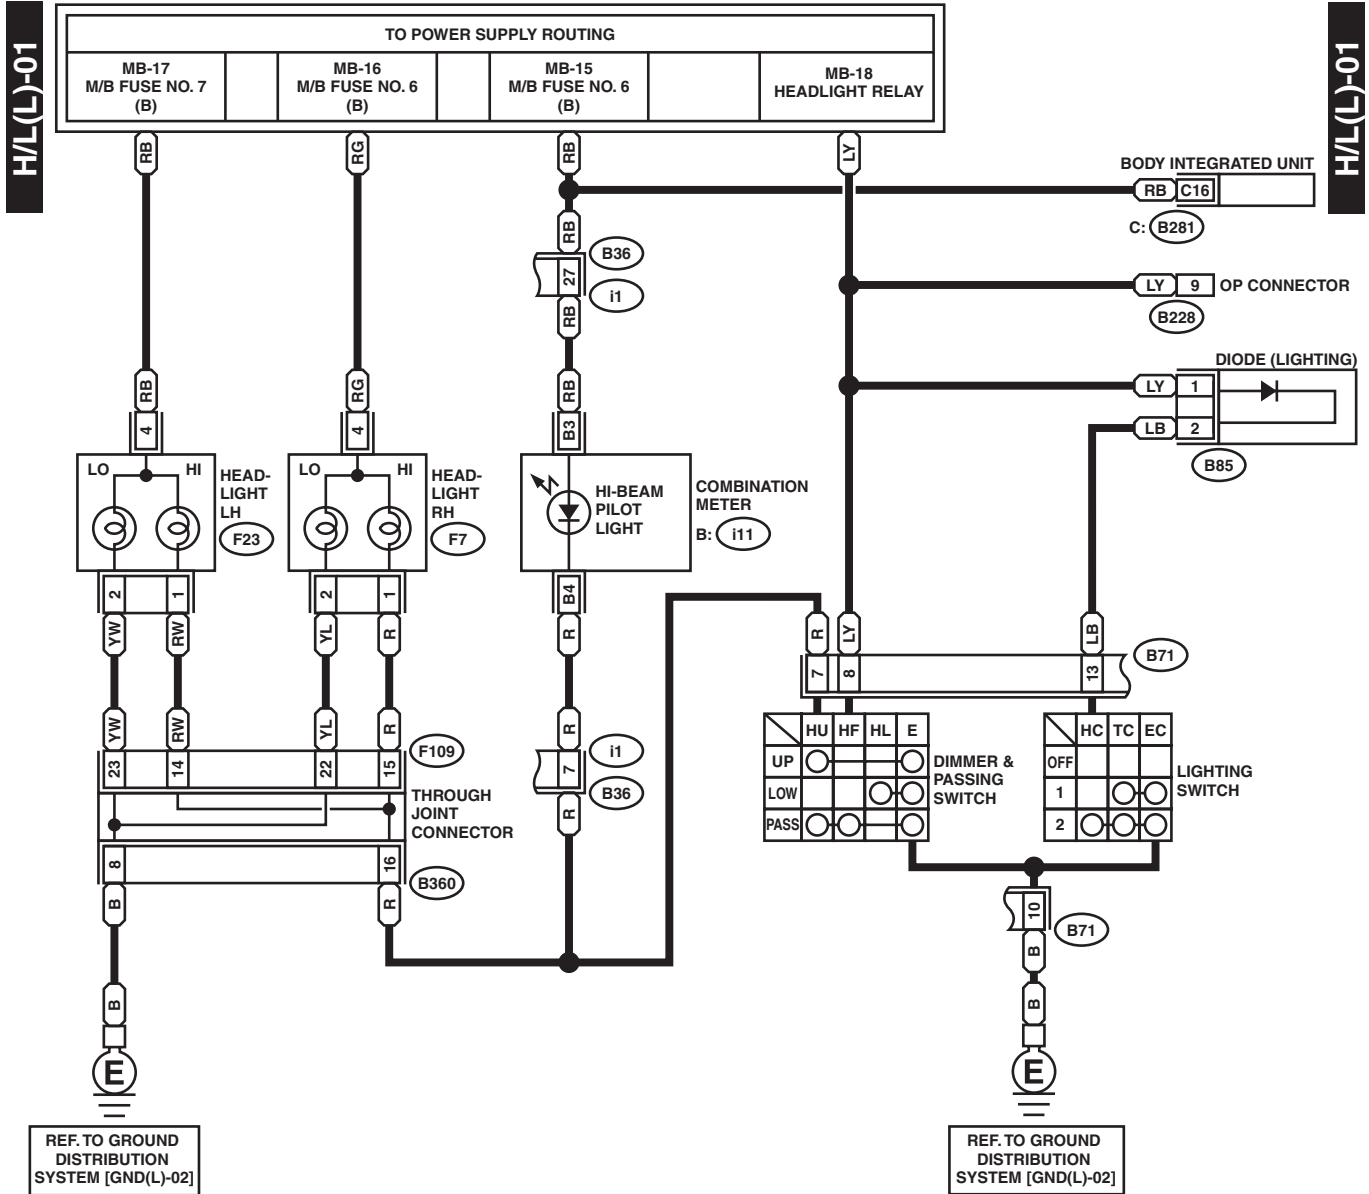 H/L(L)-01
H/L(L)-01
TO POWER SUPPLY ROUTING
MB-17
M/B FUSE NO. 7
(B)
MB-16
M/B FUSE NO. 6
(B)
MB-15
M/B FUSE NO. 6
(B)
MB-18
HEADLIGHT RELAY
RB
RG
RB
LY
BODY INTEGRATED UNIT
RB
C16
C: B281
RB
B36
27
i1
RB
LY
9
OP CONNECTOR
B228
DIODE (LIGHTING)
LY
1
LB
2
B85
RB
RG
RB
4
4
B3
LO
HI
HEAD-
LIGHT
LH
F23
LO
HI
HEAD-
LIGHT
RH
F7
HI-BEAM
PILOT
LIGHT
COMBINATION
METER
B: i11
2
1
2
1
B4
YW
RW
YL
R
R
R
LY
LB
7
8
13
B71
YW
RW
YL
R
R
23
14
22
15
F109
7
i1
B36
R
THROUGH
JOINT
CONNECTOR
8
16
B360
B
R
HU
HF
HL
E
UP
LOW
PASS
DIMMER &
PASSING
SWITCH
HC
TC
EC
OFF
1
2
LIGHTING
SWITCH
10
B71
B
B
B
E
E
REF. TO GROUND
DISTRIBUTION
SYSTEM [GND(L)-02]
REF. TO GROUND
DISTRIBUTION
SYSTEM [GND(L)-02]